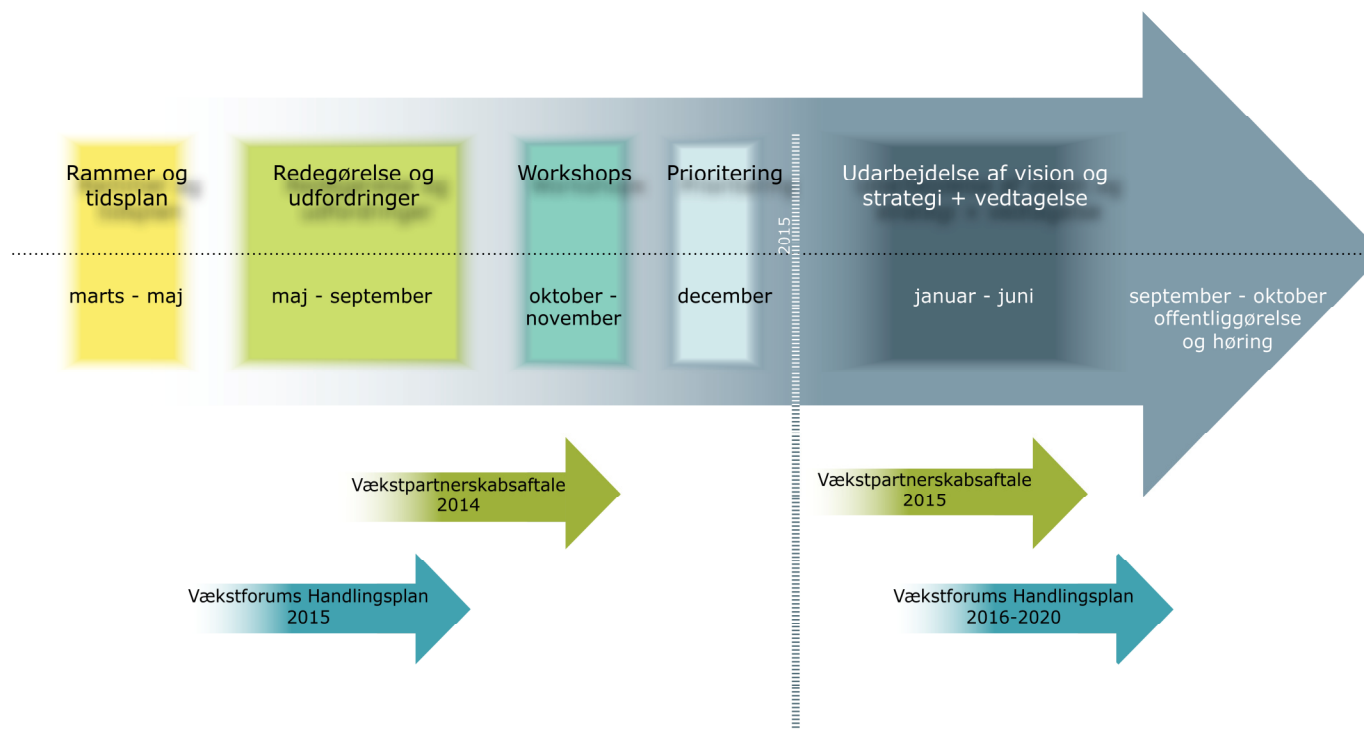 Rammer og
tidsplan
marts - maj
Redegørelse og
udfordringer
maj - september
Workshops
oktober -
november
Prioritering
december
2015
Udarbejdelse af vision og
strategi + vedtagelse
januar - juni
september - oktober
offentliggørelse
og høring
Vækstpartnerskabsaftale
2014
Vækstpartnerskabsaftale
2015
Vækstforums Handlingsplan
2015
Vækstforums Handlingsplan
2016-2020